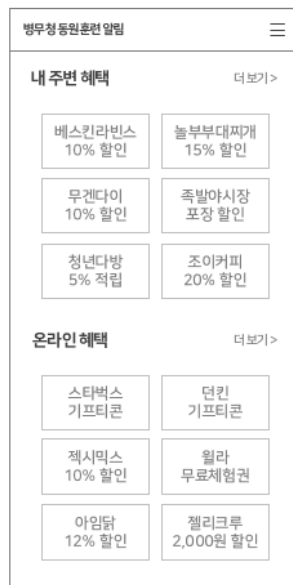 병무청 동원훈련 알림
내 주변 혜택 더보기>
베스킨라빈스 놀부부대찌개
10% 할인 15% 할인
무겐다이 족발야시장
10% 할인 포장 할인
청년다방 조이커피
5% 적립 20% 할인
온라인 혜택 더보기>
스타벅스 던킨
기프티콘 기프티콘
젝시믹스 윌라
10% 할인 무료체험권
아임닭 젤리크루
12% 할인 2,000원 할인